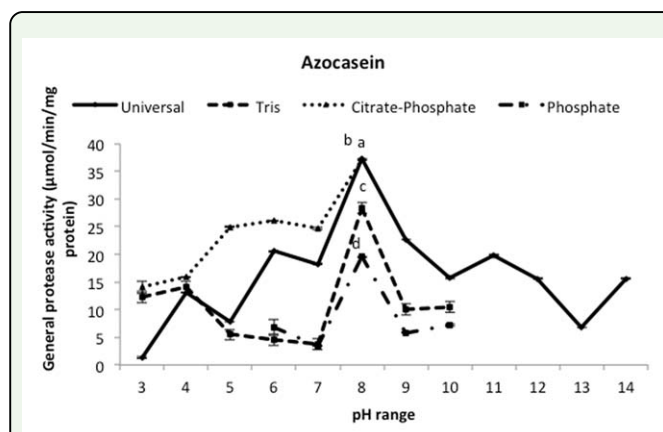 Azocasein
Universal Tris Citrate-Phosphate Phosphate
General protease activity (µmol/min/mg
protein)
40
35
30
25
20
15
10
5
0
b a
c
d
3 4 5 6 7 8 9 10 11 12 13 14
pH range